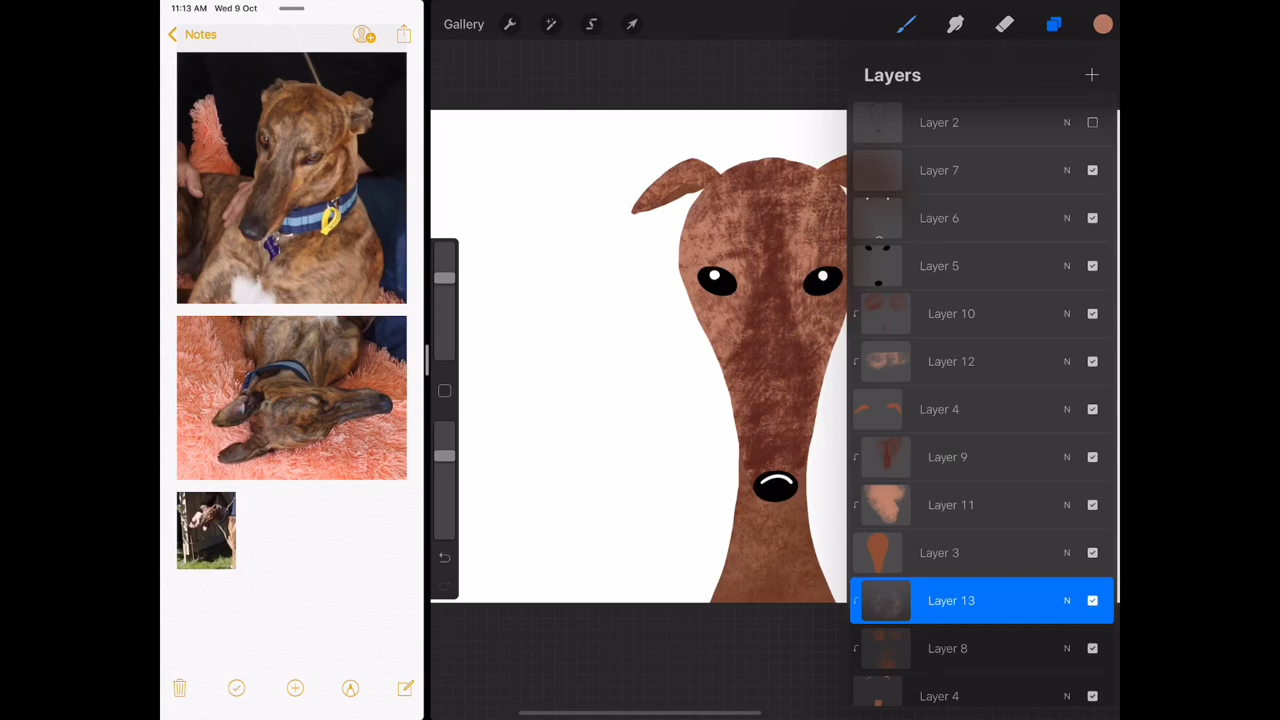 11:13 AM Wed 9 Oct
Notes
Gallery
Layers
Layer 2 N
Layer 7 N
Layer 6 N
Layer 5 N
Layer 10 N
Layer 12 N
Layer 4 N
Layer 9 N
Layer 11 N
Layer 3 N
Layer 13 N
Layer 8 N
Layer 4 N